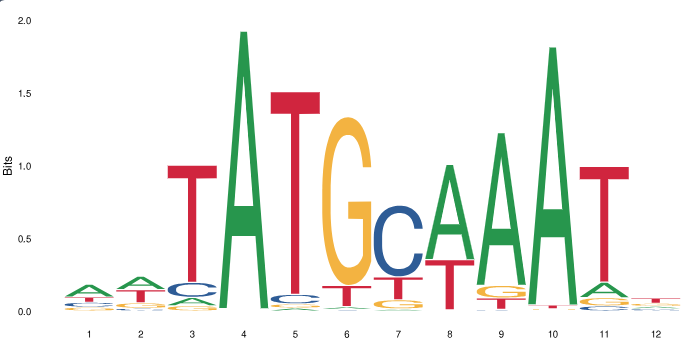 2.0
1.5
1.0
0.5
0.0
Bits
A A T A T G C A A A T T
T T C C T T T G T A
C G A G G T G
G C G C
1 2 3 4 5 6 7 8 9 10 11 12